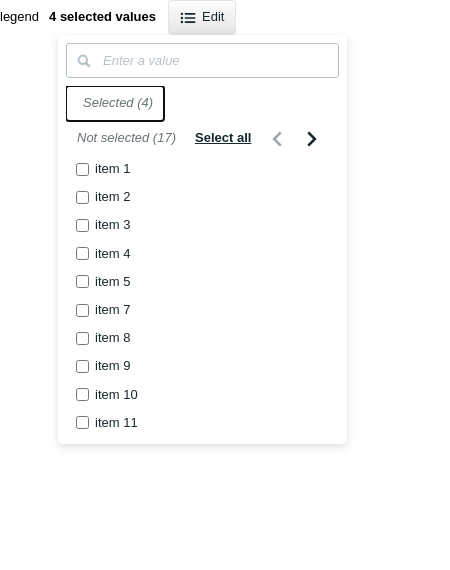 legend 4 selected values Edit
Enter a value
Selected (4)
Not selected (17) Select all
item 1
item 2
item 3
item 4
item 5
item 7
item 8
item 9
item 10
item 11